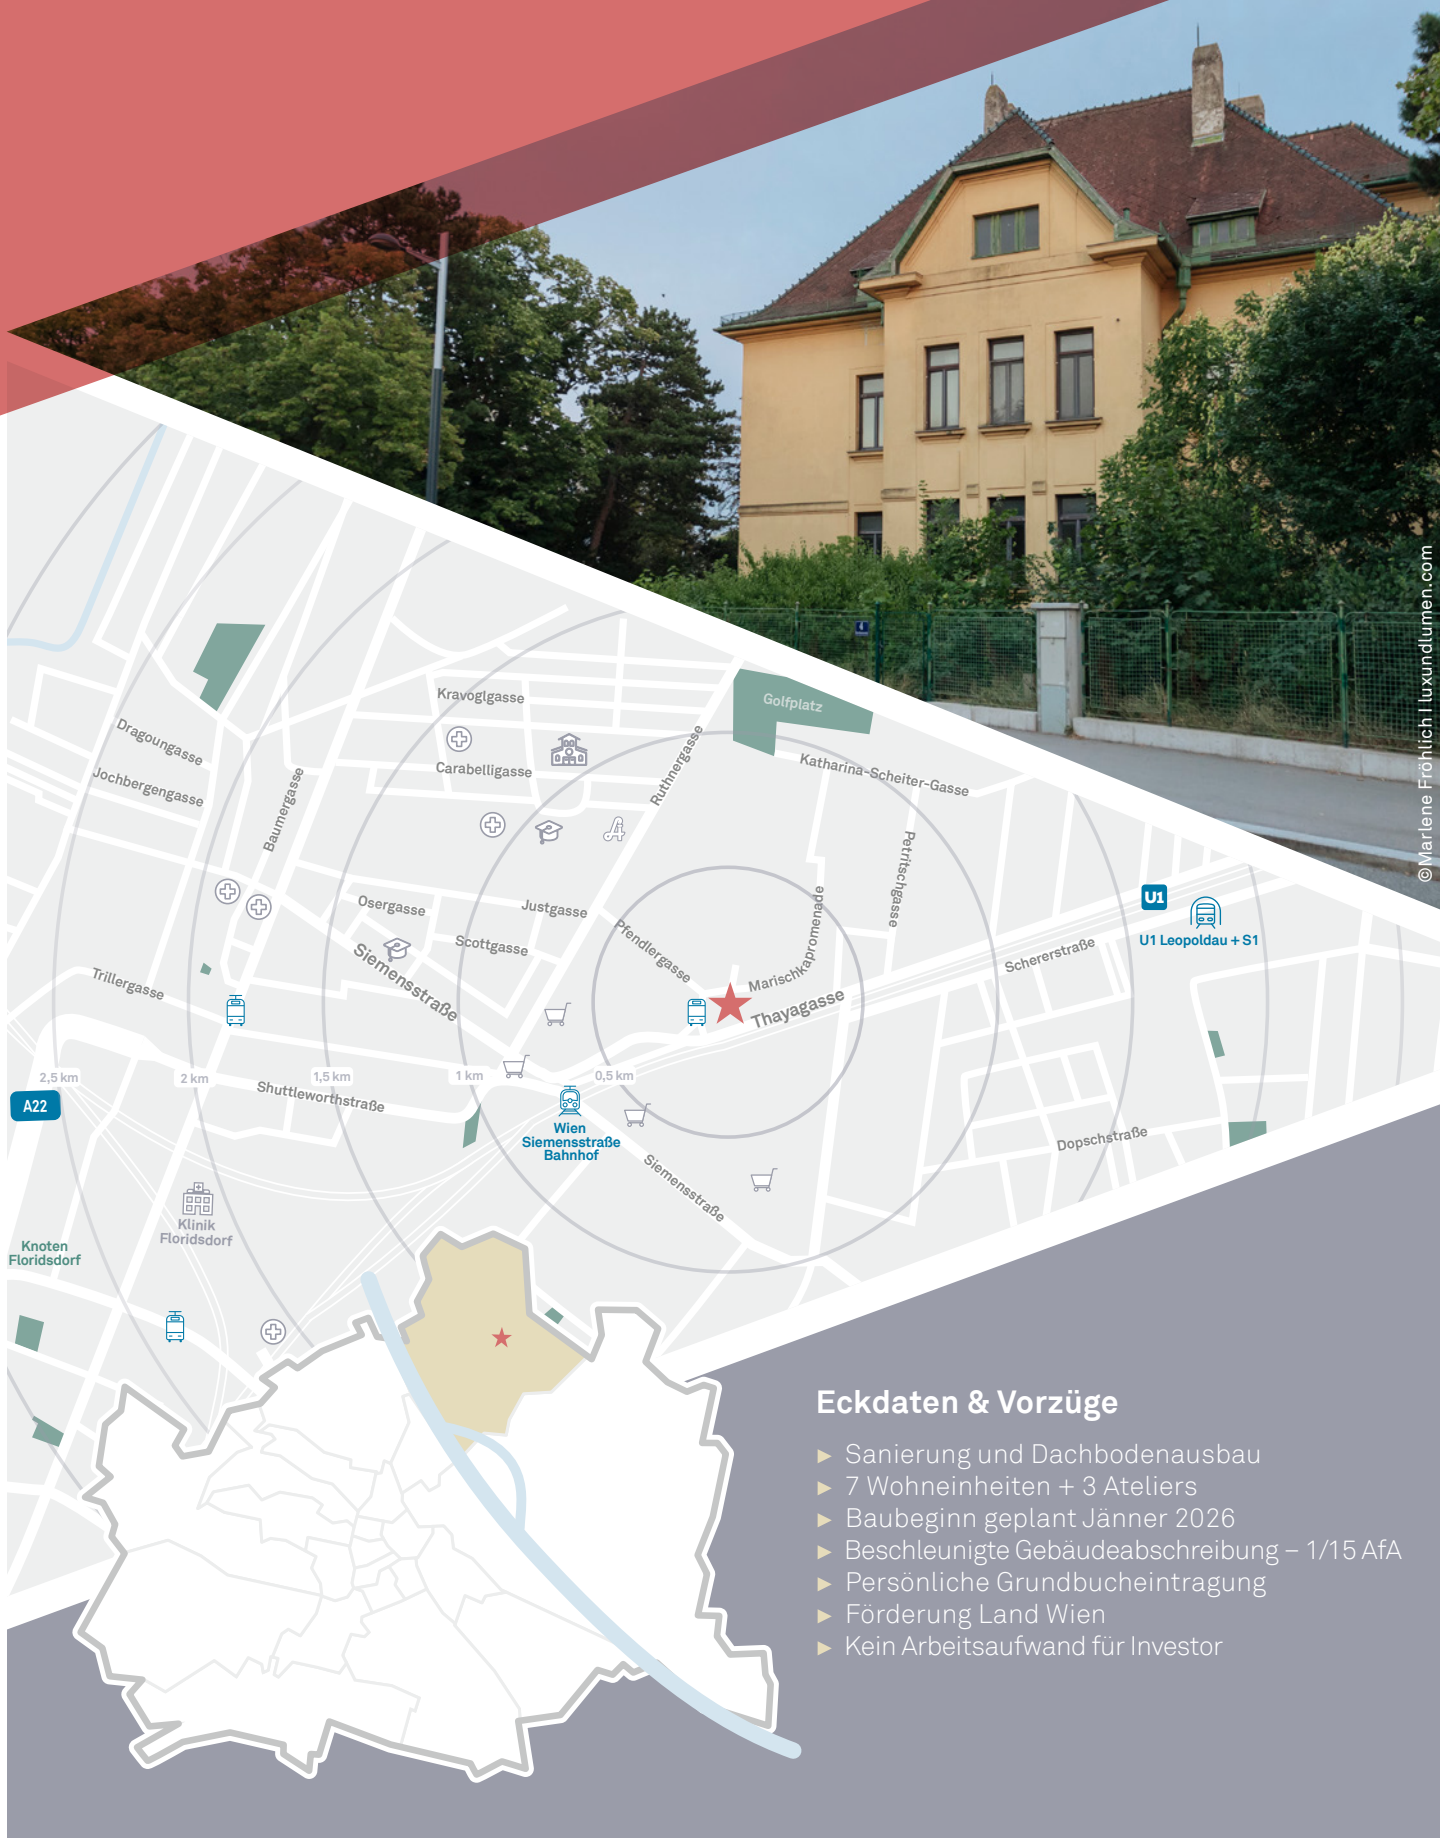 ©Marlene Fröhlich | luxundlumen.com
4
Golfplatz
Kravoglgasse
Dragoungasse
Ruthnergasse
Katharina-Scheiter-Gasse
Carabelligasse
Jochbergengasse
Baumergasse
Petritschgasse
U1
Osergasse
Justgasse
Marischkapromenade
Pfendlergasse
U1 Leopoldau + S1
Scottgasse
Schererstraße
Siemensstraße
Trillergasse
Thayagasse
2,5 km
2 km
1,5 km
1 km
0,5 km
A22
Shuttleworthstraße
Wien
Siemensstraße
Bahnhof
Dopschstraße
Siemensstraße
Klinik
Floridsdorf
Knoten
Floridsdorf
Eckdaten & Vorzüge
► Sanierung und Dachbodenausbau
► 7 Wohneinheiten + 3 Ateliers
► Baubeginn geplant Jänner 2026
► Beschleunigte Gebäudeabschreibung – 1/15 AfA
► Persönliche Grundbucheintragung
► Förderung Land Wien
► Kein Arbeitsaufwand für Investor